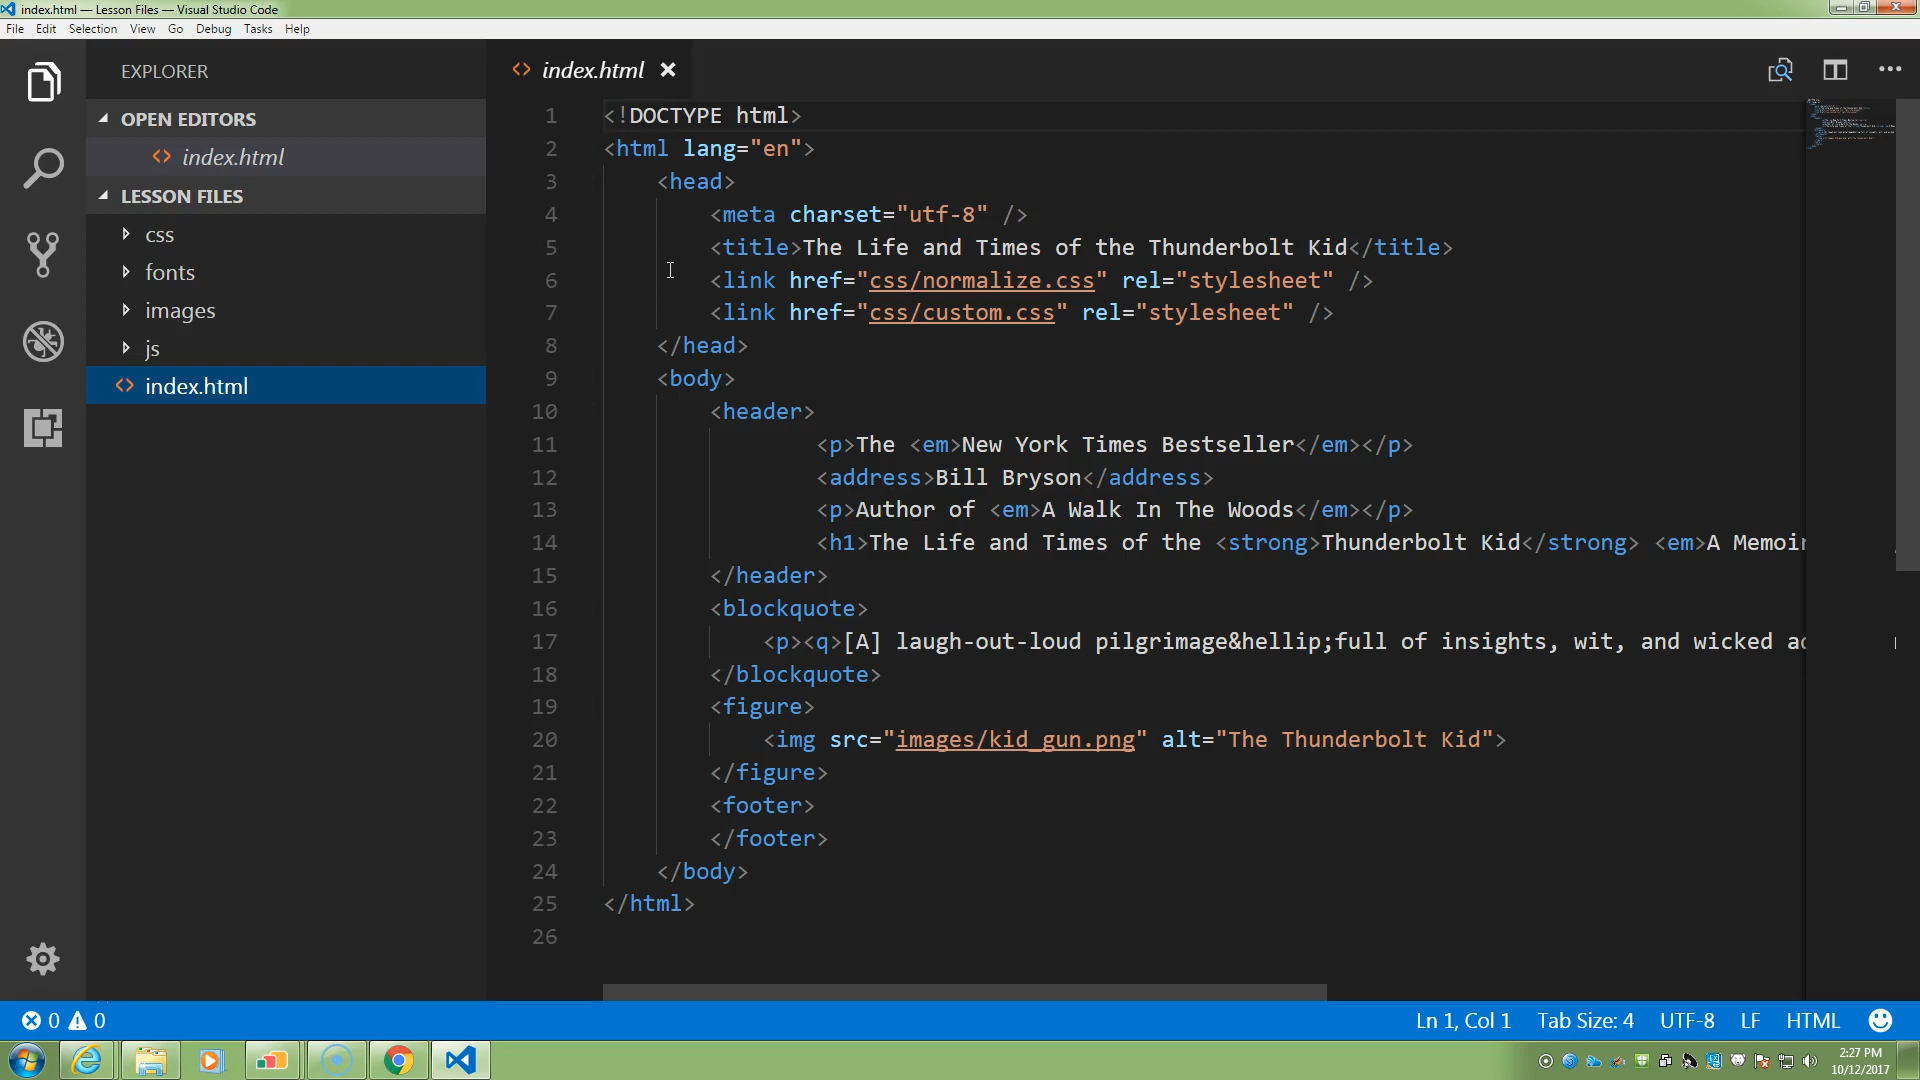 index.html — Lesson Files — Visual Studio Code
File Edit Selection View Go Debug Tasks Help
EXPLORER
OPEN EDITORS
index.html
LESSON FILES
css
fonts
images
js
index.html
index.html
1 <!DOCTYPE html>
2 <html lang="en">
3 <head>
4 <meta charset="utf-8" />
5 <title>The Life and Times of the Thunderbolt Kid</title>
6 <link href="css/normalize.css" rel="stylesheet" />
7 <link href="css/custom.css" rel="stylesheet" />
8 </head>
9 <body>
10 <header>
11 <p>The <em>New York Times Bestseller</em></p>
12 <address>Bill Bryson</address>
13 <p>Author of <em>A Walk In The Woods</em></p>
14 <h1>The Life and Times of the <strong>Thunderbolt Kid</strong> <em>A Memoir
15 </header>
16 <blockquote>
17 <p><q>[A] laugh-out-loud pilgrimage&hellip;full of insights, wit, and wicked
18 </blockquote>
19 <figure>
20 <img src="images/kid_gun.png" alt="The Thunderbolt Kid">
21 </figure>
22 <footer>
23 </footer>
24 </body>
25 </html>
26
0 0 Ln 1, Col 1 Tab Size: 4 UTF-8 LF HTML
2:27 PM
10/12/2017